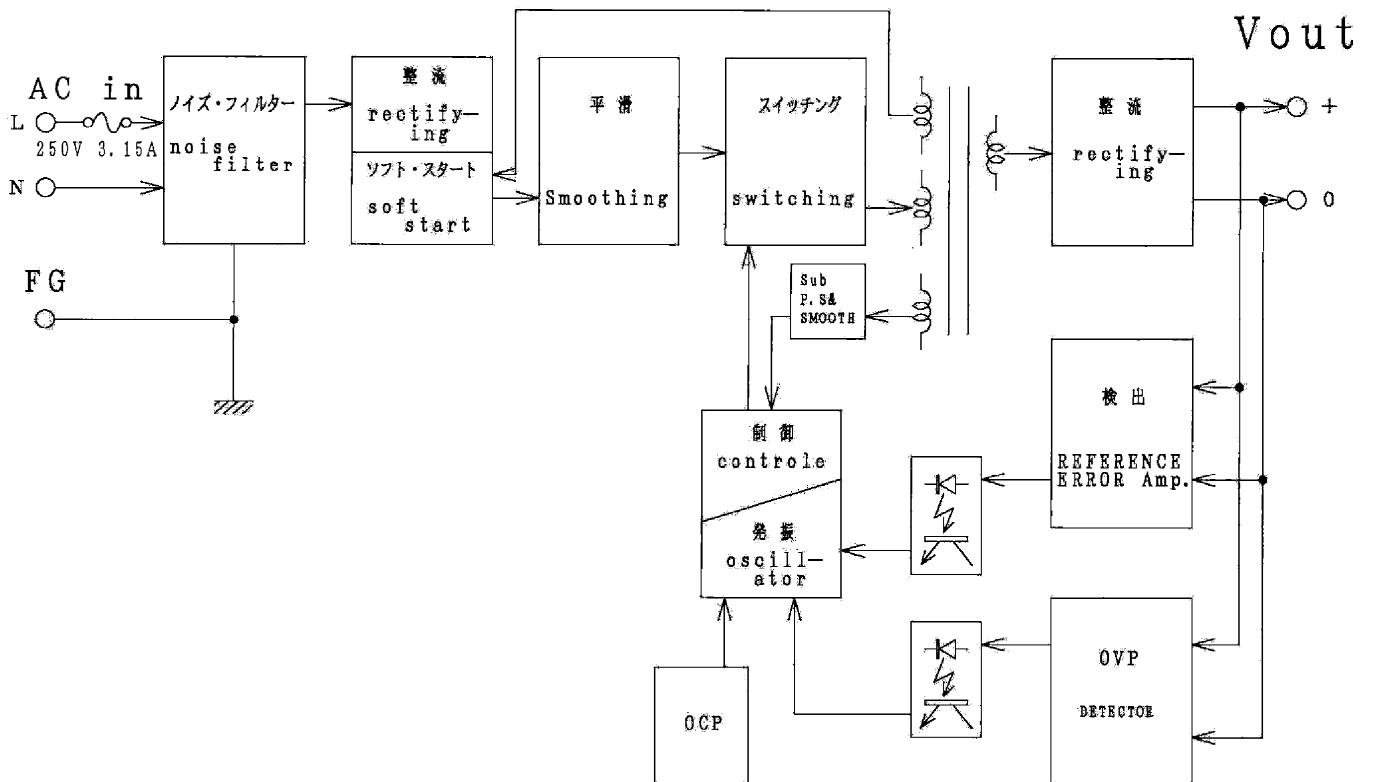 Vout
AC in
L
250V 3.15A
N
FG
ノイズ・フィルター
noise
filter
整流
rectify-
ing
ソフト・スタート
soft
start
平滑
Smoothing
スイッチング
switching
Sub
P.S&
SMOOTH
整流
rectify-
ing
+
0
検出
REFERENCE
ERROR Amp.
制御
controle
発振
oscill-
ator
OCP
OVP
DETECTOR